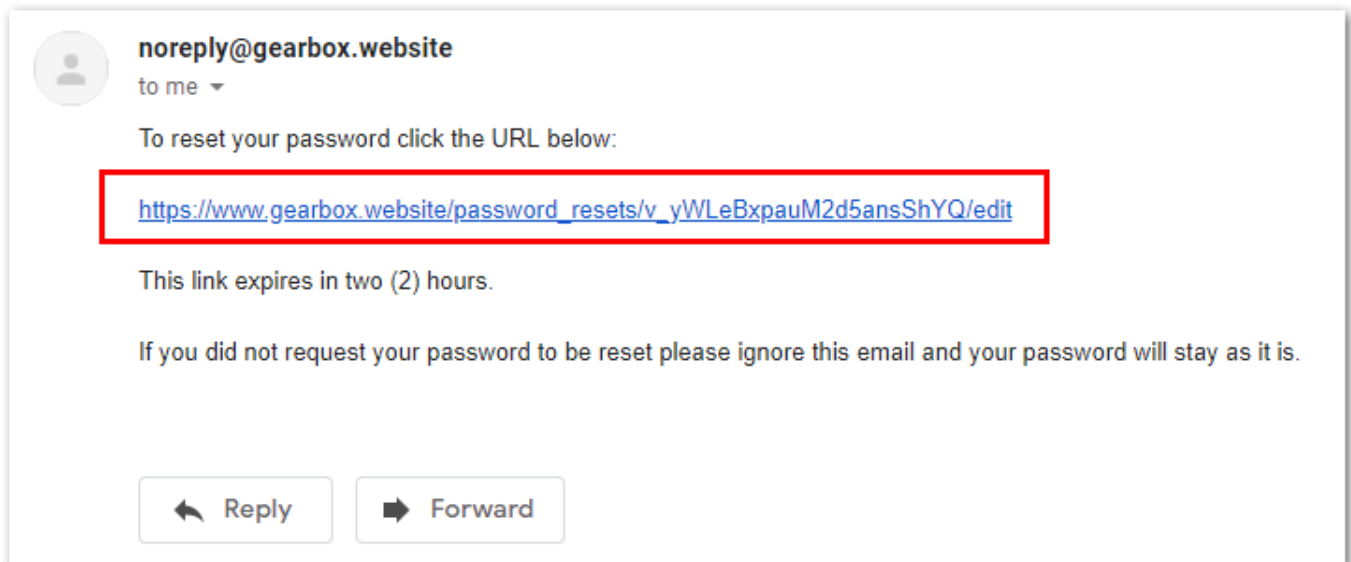 noreply@gearbox.website
to me
To reset your password click the URL below:
https://www.gearbox.website/password_resets/v_yWLeBxpauM2d5ansShYQ/edit
This link expires in two (2) hours.
If you did not request your password to be reset please ignore this email and your password will stay as it is.
Reply
Forward